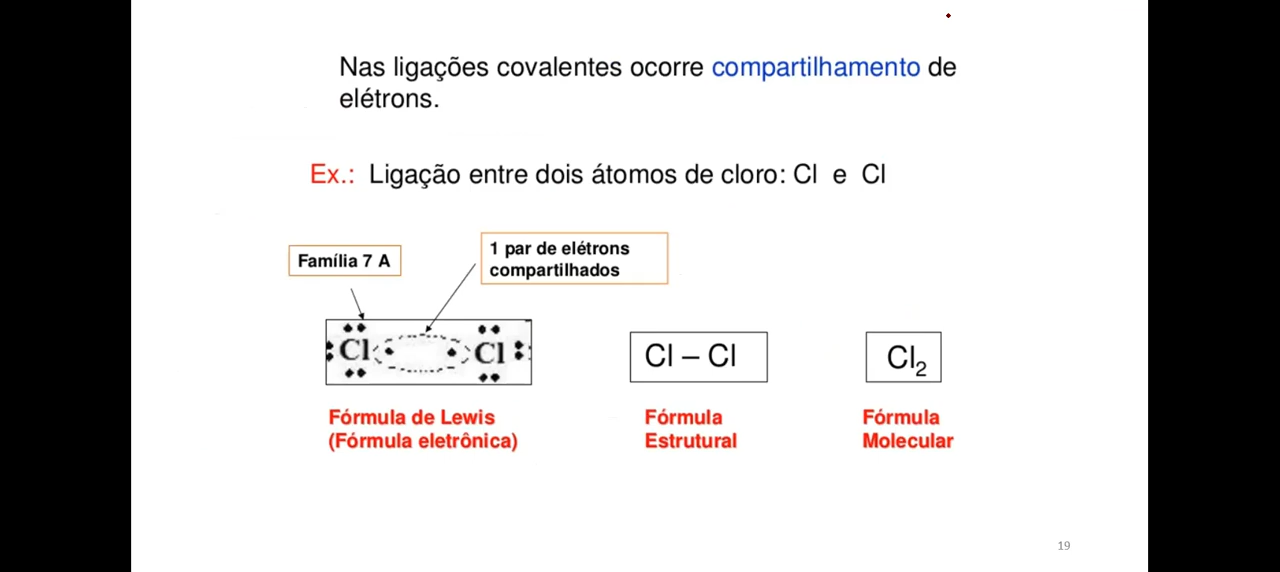 Nas ligações covalentes ocorre compartilhamento de
elétrons.
Ex.: Ligação entre dois átomos de cloro: Cl e Cl
Família 7 A
1 par de elétrons
compartilhados
Cl Cl
Cl – Cl
Cl₂
Fórmula de Lewis
(Fórmula eletrônica)
Fórmula
Estrutural
Fórmula
Molecular
19